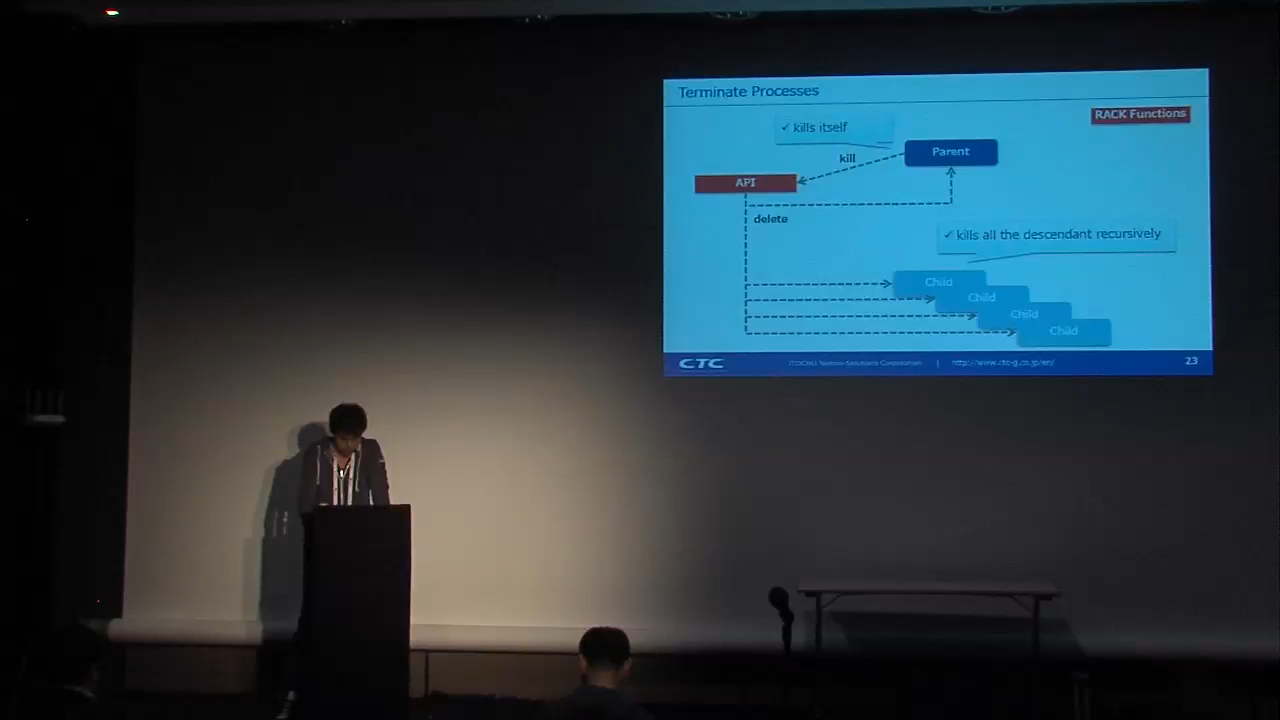 Terminate Processes
RACK Functions
✓ kills itself
Parent
kill
API
delete
✓ kills all the descendant recursively
Child
Child
Child
Child
CTC
ITOCHU Techno-Solutions Corporation | http://www.ctc-g.co.jp/en/
23